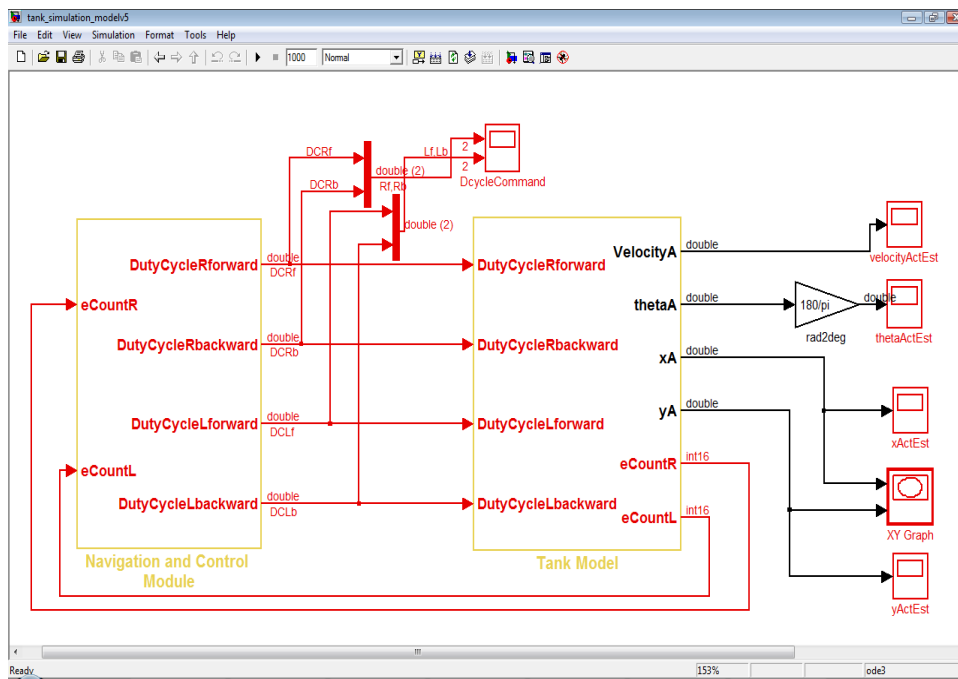 tank_simulation_modelv5
File Edit View Simulation Format Tools Help
1000 Normal
DCRf
DCRb
double (2)
Rf,Rb
Lf,Lb
2
2
DcycleCommand
double (2)
DutyCycleRforward
double
DCRf
eCountR
DutyCycleRbackward
double
DCRb
DutyCycleLforward
double
DCLf
eCountL
DutyCycleLbackward
double
DCLb
Navigation and Control
Module
DutyCycleRforward
DutyCycleRbackward
DutyCycleLforward
DutyCycleLbackward
VelocityA
double
thetaA
double
xA
double
yA
double
eCountR
int16
eCountL
int16
Tank Model
velocityActEst
180/pi
rad2deg
double
thetaActEst
xActEst
XY Graph
yActEst
Ready
153%
ode3